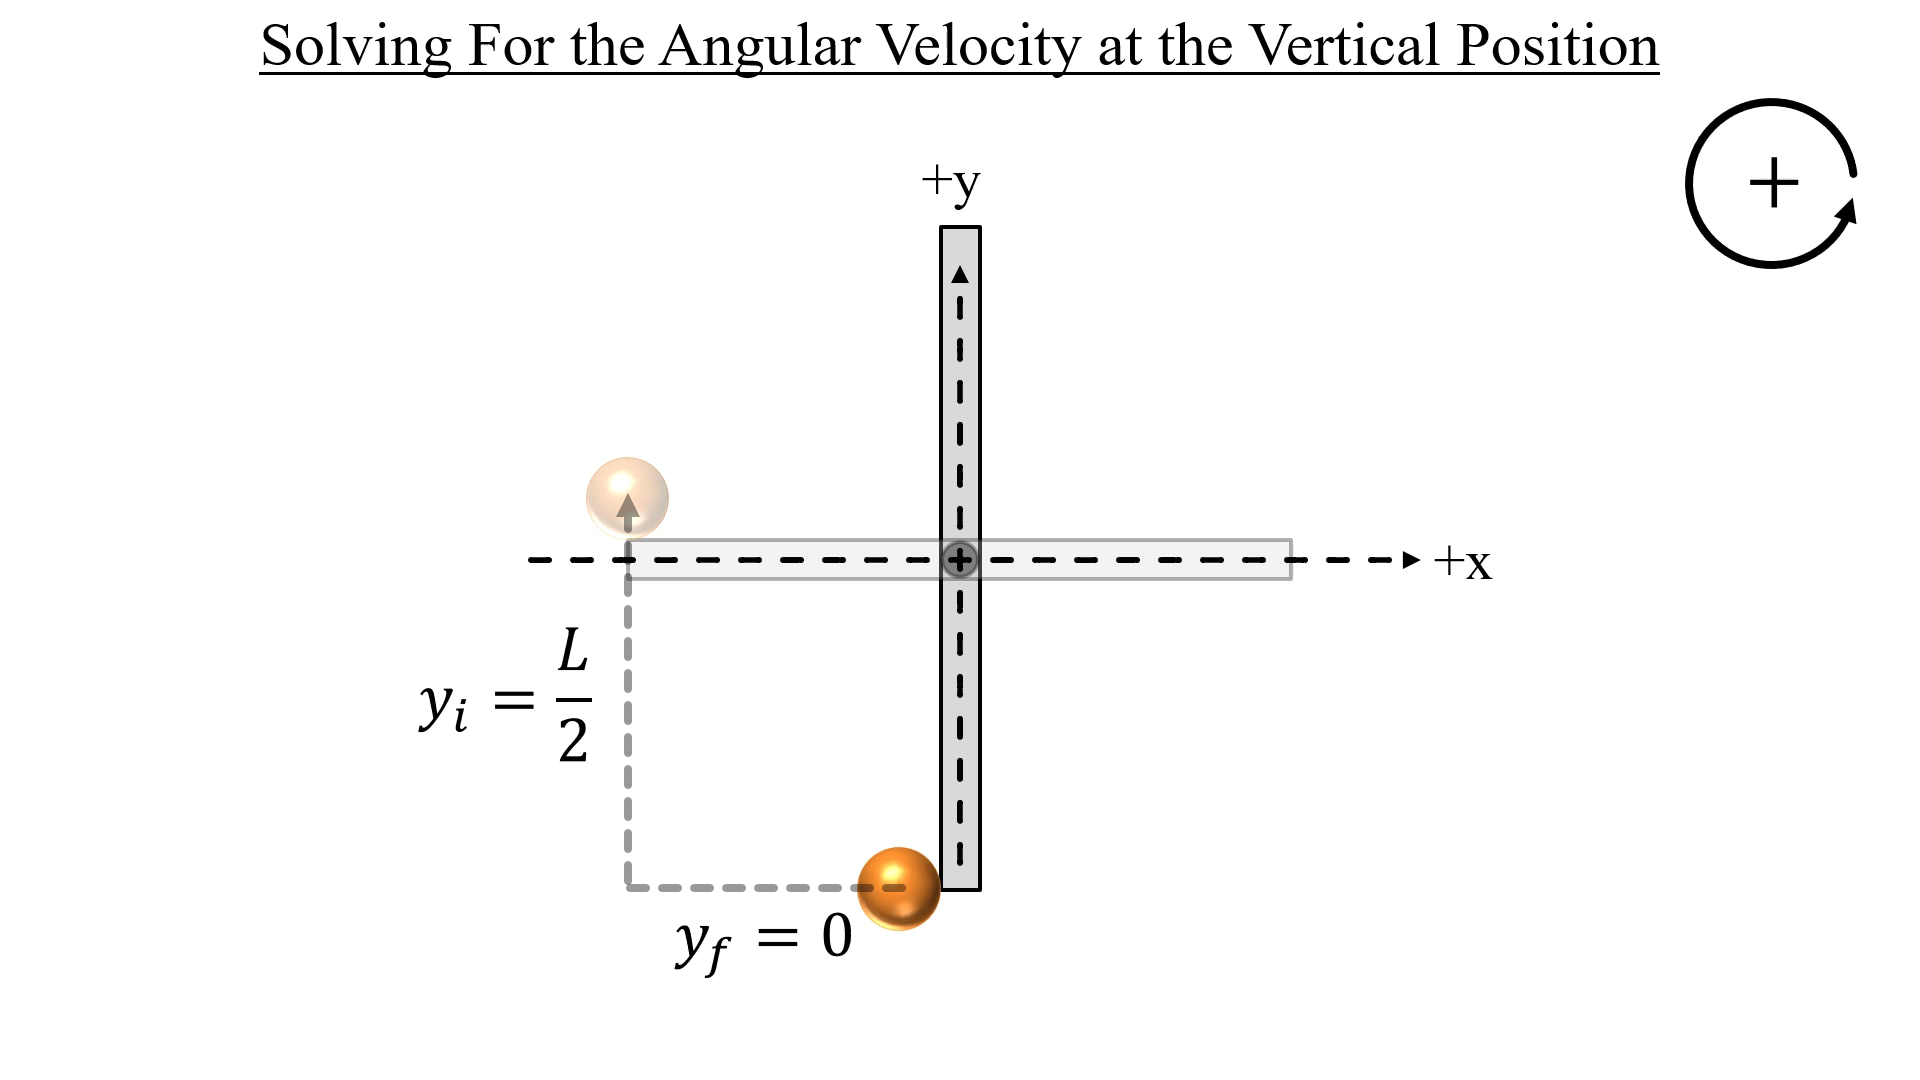 Solving For the Angular Velocity at the Vertical Position
+
+y
+x
y_i = L/2
y_f = 0